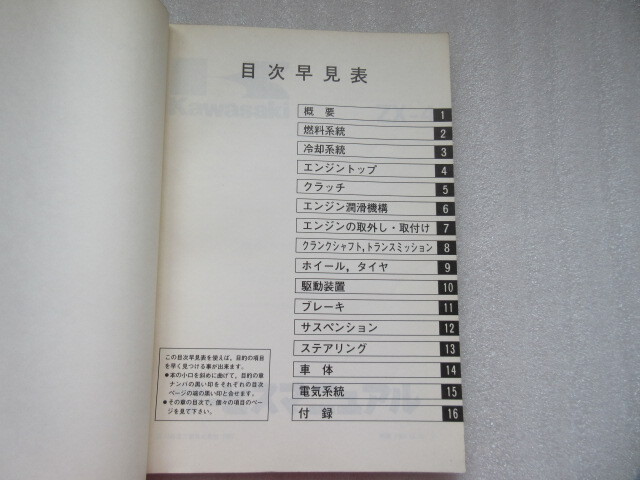 目次早見表
概要 1
燃料系統 2
冷却系統 3
エンジントップ 4
クラッチ 5
エンジン潤滑機構 6
エンジンの取外し・取付け 7
クランクシャフト,トランスミッション 8
ホイール,タイヤ 9
駆動装置 10
ブレーキ 11
サスペンション 12
ステアリング 13
車体 14
電気系統 15
付録 16
この目次早見表を使えば、目的の項目
を早く見つける事が出来ます。
●本の小口を斜めに曲げて、目的の章
ナンバの黒い印をそれぞれの目次
ページの端の黒い印と合せます。
●その章の目次で、個々の項目のペー
ジを見て下さい。